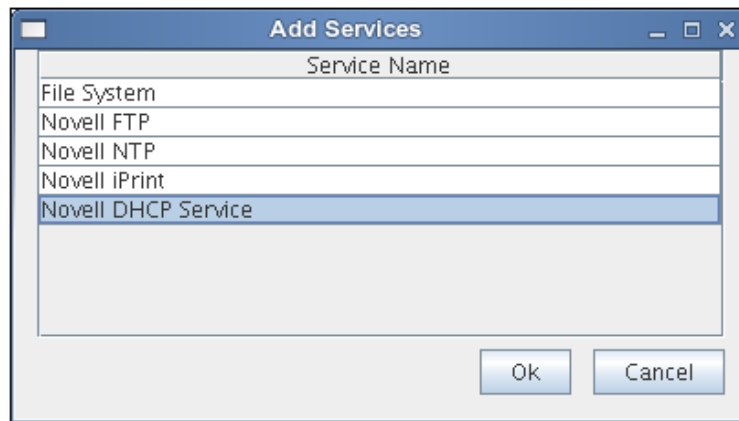 Add Services
Service Name
File System
Novell FTP
Novell NTP
Novell iPrint
Novell DHCP Service
Ok
Cancel